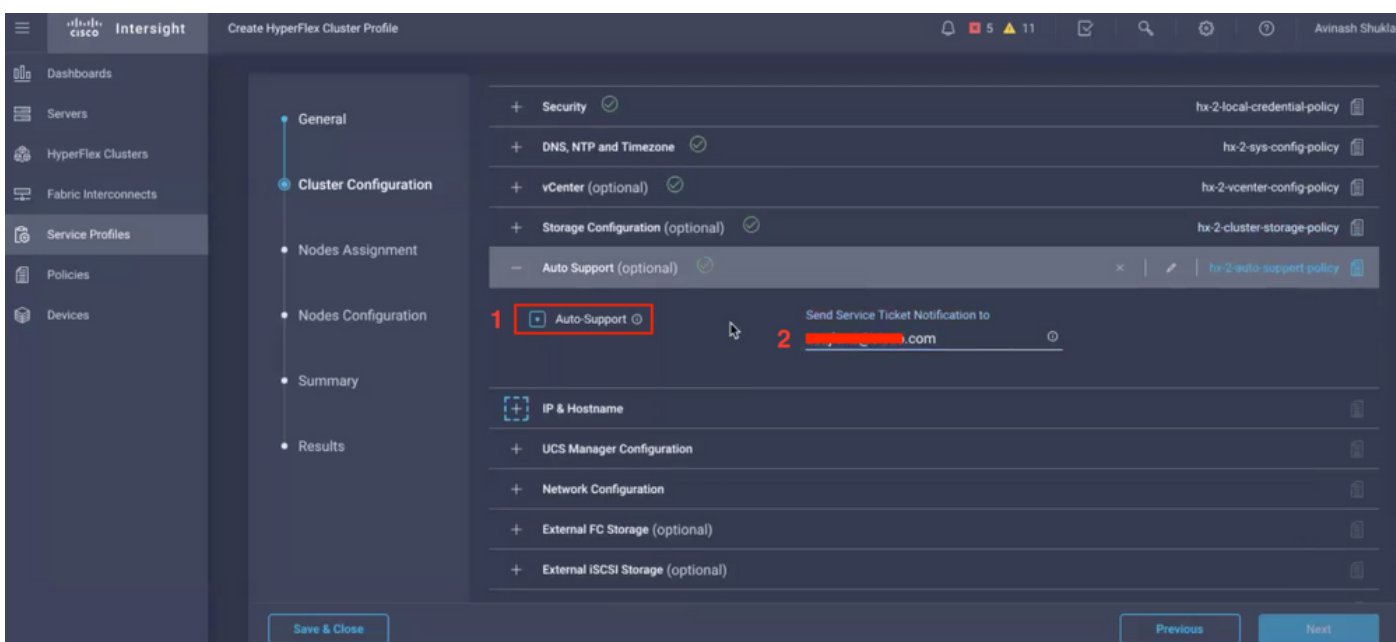 cisco Intersight
Create HyperFlex Cluster Profile
5 11
Avinash Shukla
Dashboards
Servers
HyperFlex Clusters
Fabric Interconnects
Service Profiles
Policies
Devices
General
Cluster Configuration
Nodes Assignment
Nodes Configuration
Summary
Results
+ Security hx-2-local-credential-policy
+ DNS, NTP and Timezone hx-2-sys-config-policy
+ vCenter (optional) hx-2-vcenter-config-policy
+ Storage Configuration (optional) hx-2-cluster-storage-policy
− Auto Support (optional) × hx-2-auto-support-policy
1 Auto-Support
Send Service Ticket Notification to
2 .com
+ IP & Hostname
+ UCS Manager Configuration
+ Network Configuration
+ External FC Storage (optional)
+ External iSCSI Storage (optional)
Save & Close Previous Next